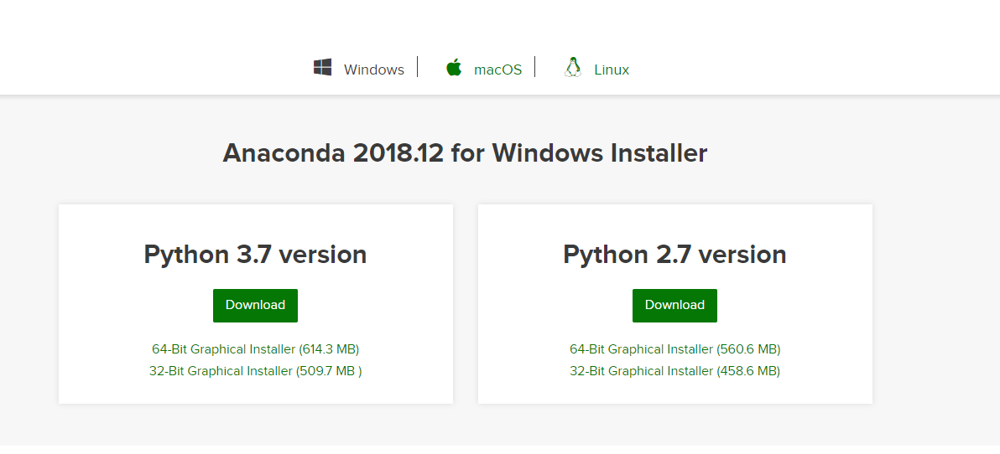 Windows macOS Linux
Anaconda 2018.12 for Windows Installer
Python 3.7 version
Download
64-Bit Graphical Installer (614.3 MB)
32-Bit Graphical Installer (509.7 MB )
Python 2.7 version
Download
64-Bit Graphical Installer (560.6 MB)
32-Bit Graphical Installer (458.6 MB)